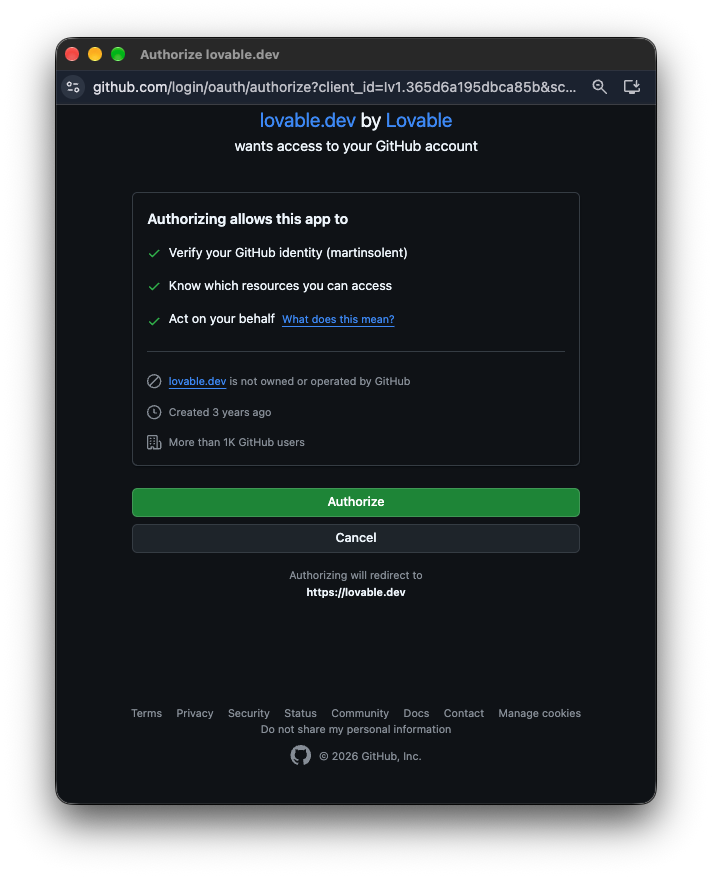 Authorize lovable.dev
github.com/login/oauth/authorize?client_id=Iv1.365d6a195dbca85b&sc...
lovable.dev by Lovable
wants access to your GitHub account
Authorizing allows this app to
Verify your GitHub identity (martinsolent)
Know which resources you can access
Act on your behalf What does this mean?
lovable.dev is not owned or operated by GitHub
Created 3 years ago
More than 1K GitHub users
Authorize
Cancel
Authorizing will redirect to
https://lovable.dev
Terms Privacy Security Status Community Docs Contact Manage cookies
Do not share my personal information
© 2026 GitHub, Inc.